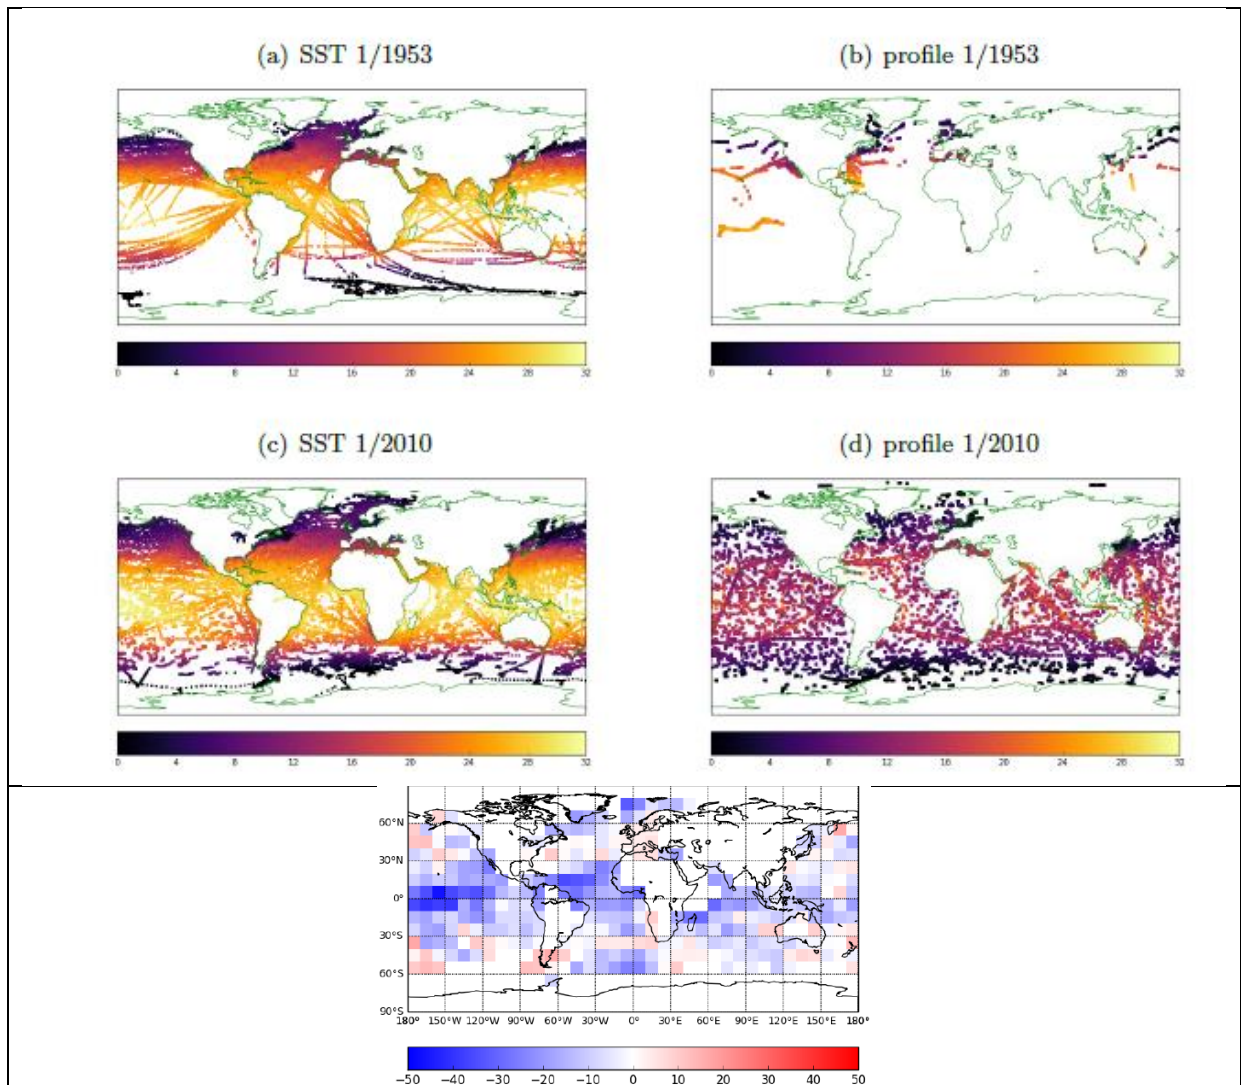 (a) SST 1/1953
(b) profile 1/1953
0 4 8 12 16 20 24 28 32
0 4 8 12 16 20 24 28 32
(c) SST 1/2010
(d) profile 1/2010
0 4 8 12 16 20 24 28 32
0 4 8 12 16 20 24 28 32
60°N
30°N
0°
30°S
60°S
90°S
180° 150°W 120°W 90°W 60°W 30°W 0° 30°E 60°E 90°E 120°E 150°E 180°
−50 −40 −30 −20 −10 0 10 20 30 40 50